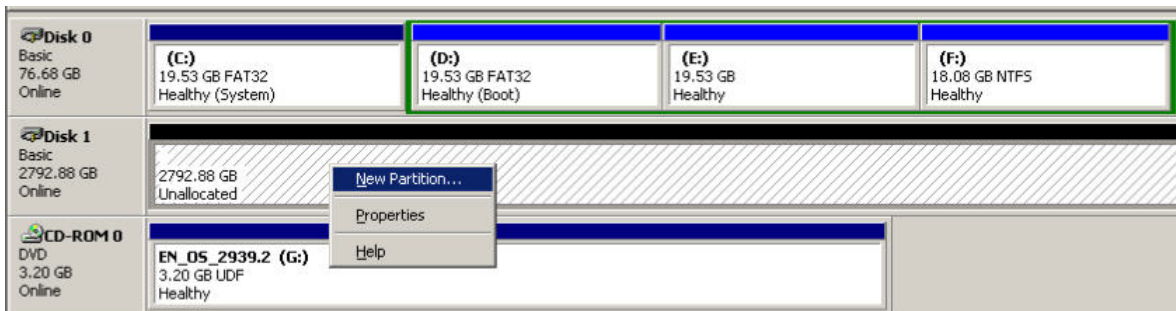 Disk 0
Basic
76.68 GB
Online
(C:)
19.53 GB FAT32
Healthy (System)
(D:)
19.53 GB FAT32
Healthy (Boot)
(E:)
19.53 GB
Healthy
(F:)
18.08 GB NTFS
Healthy
Disk 1
Basic
2792.88 GB
Online
2792.88 GB
Unallocated
New Partition...
Properties
Help
CD-ROM 0
DVD
3.20 GB
Online
EN_OS_2939.2 (G:)
3.20 GB UDF
Healthy